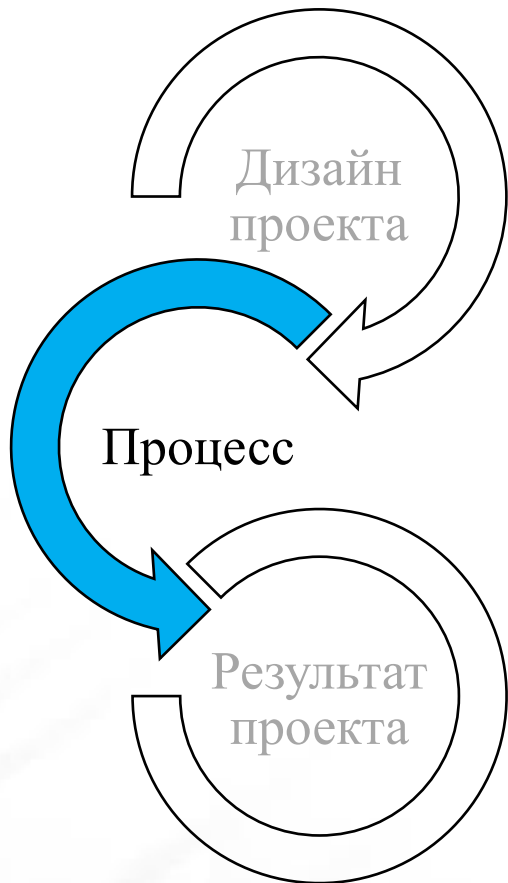 Дизайн
проекта
Процесс
Результат
проекта